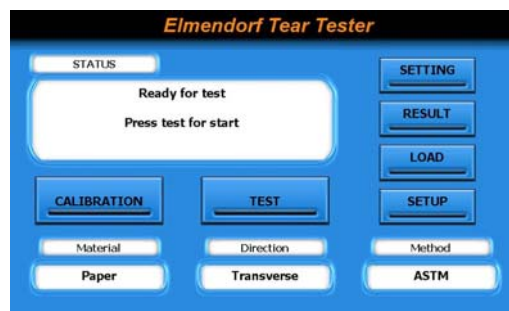 Elmendorf Tear Tester
STATUS
Ready for test
Press test for start
SETTING
RESULT
LOAD
CALIBRATION
TEST
SETUP
Material
Direction
Method
Paper
Transverse
ASTM